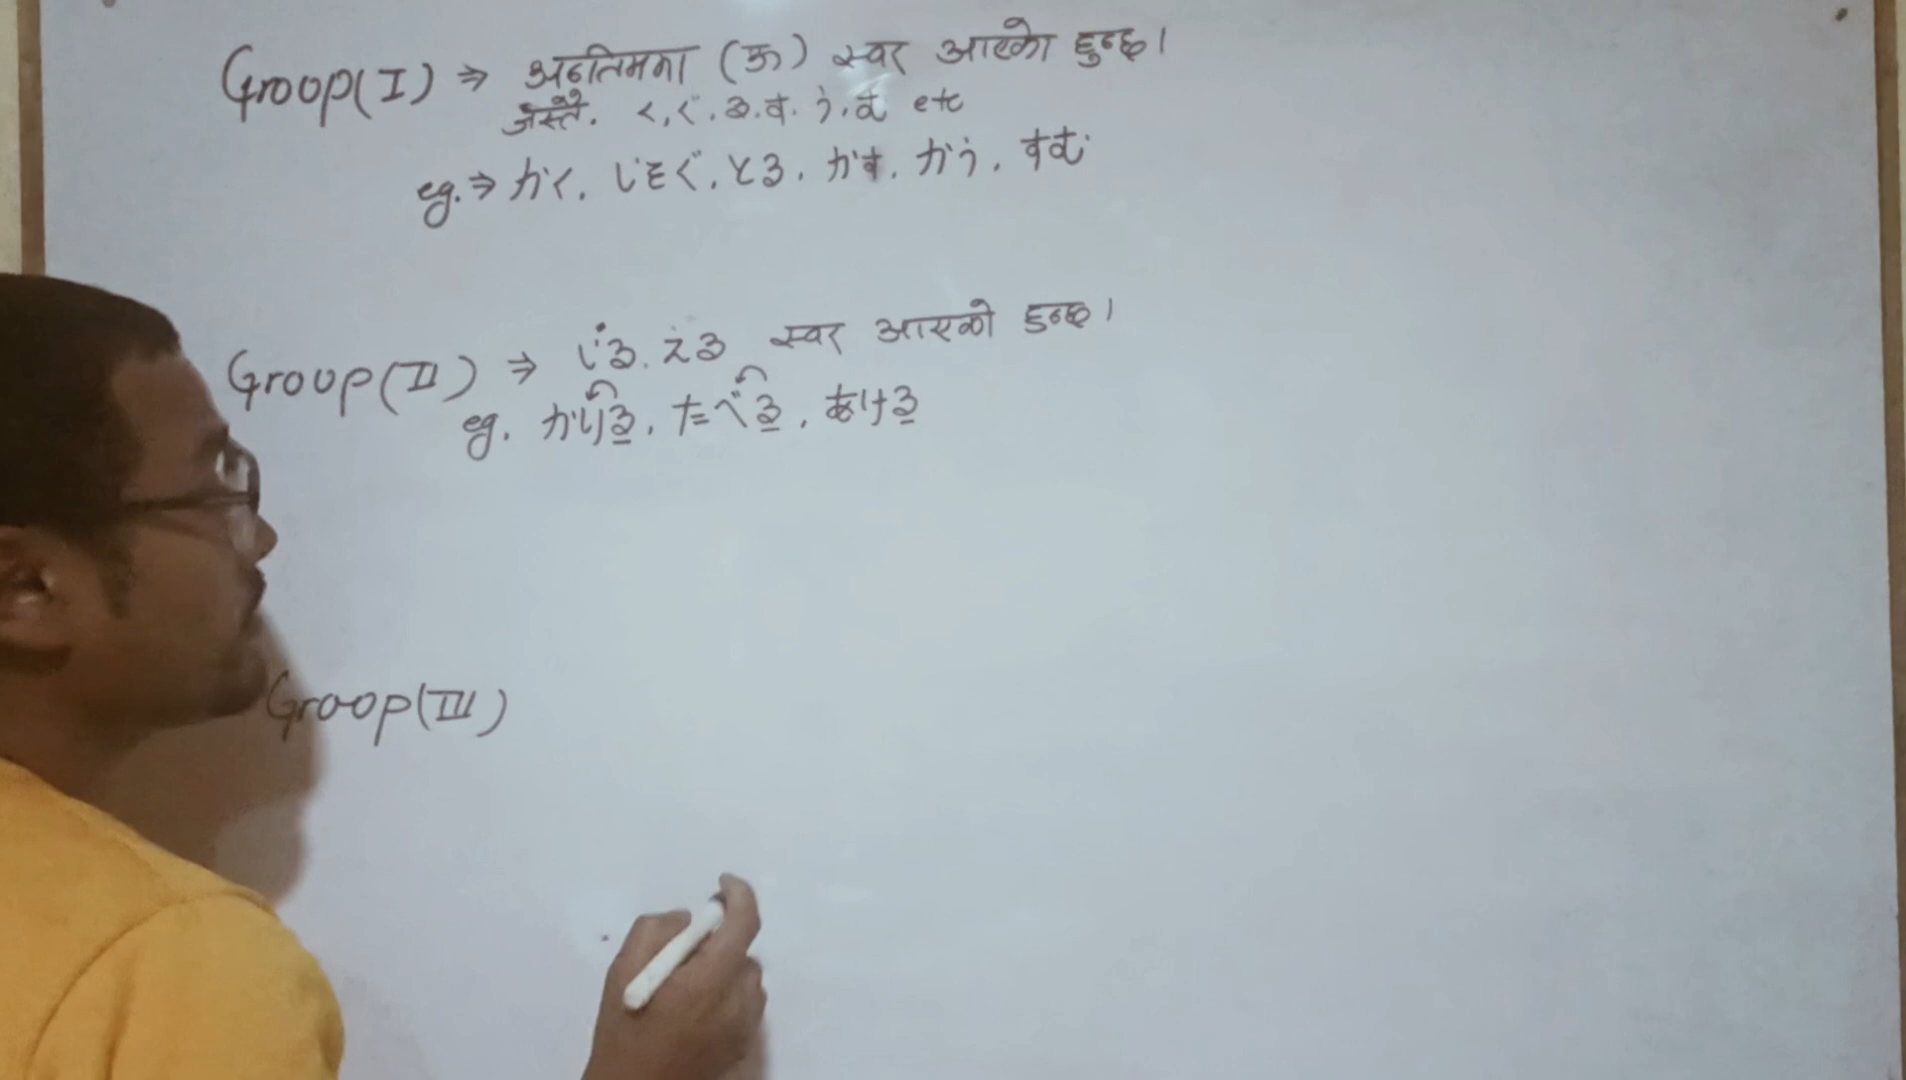 Groop(I) ⇒ अन्तिममा (ऊ) स्वर आएको हुन्छ।
जस्तै. く,ぐ.る.す.う.む etc
eg.⇒ かく. いそぐ. とる. かす. かう. すむ
Group(II) ⇒ いる. える स्वर आएको हुन्छ।
eg. かりる, たべる, あける
Groop(III)